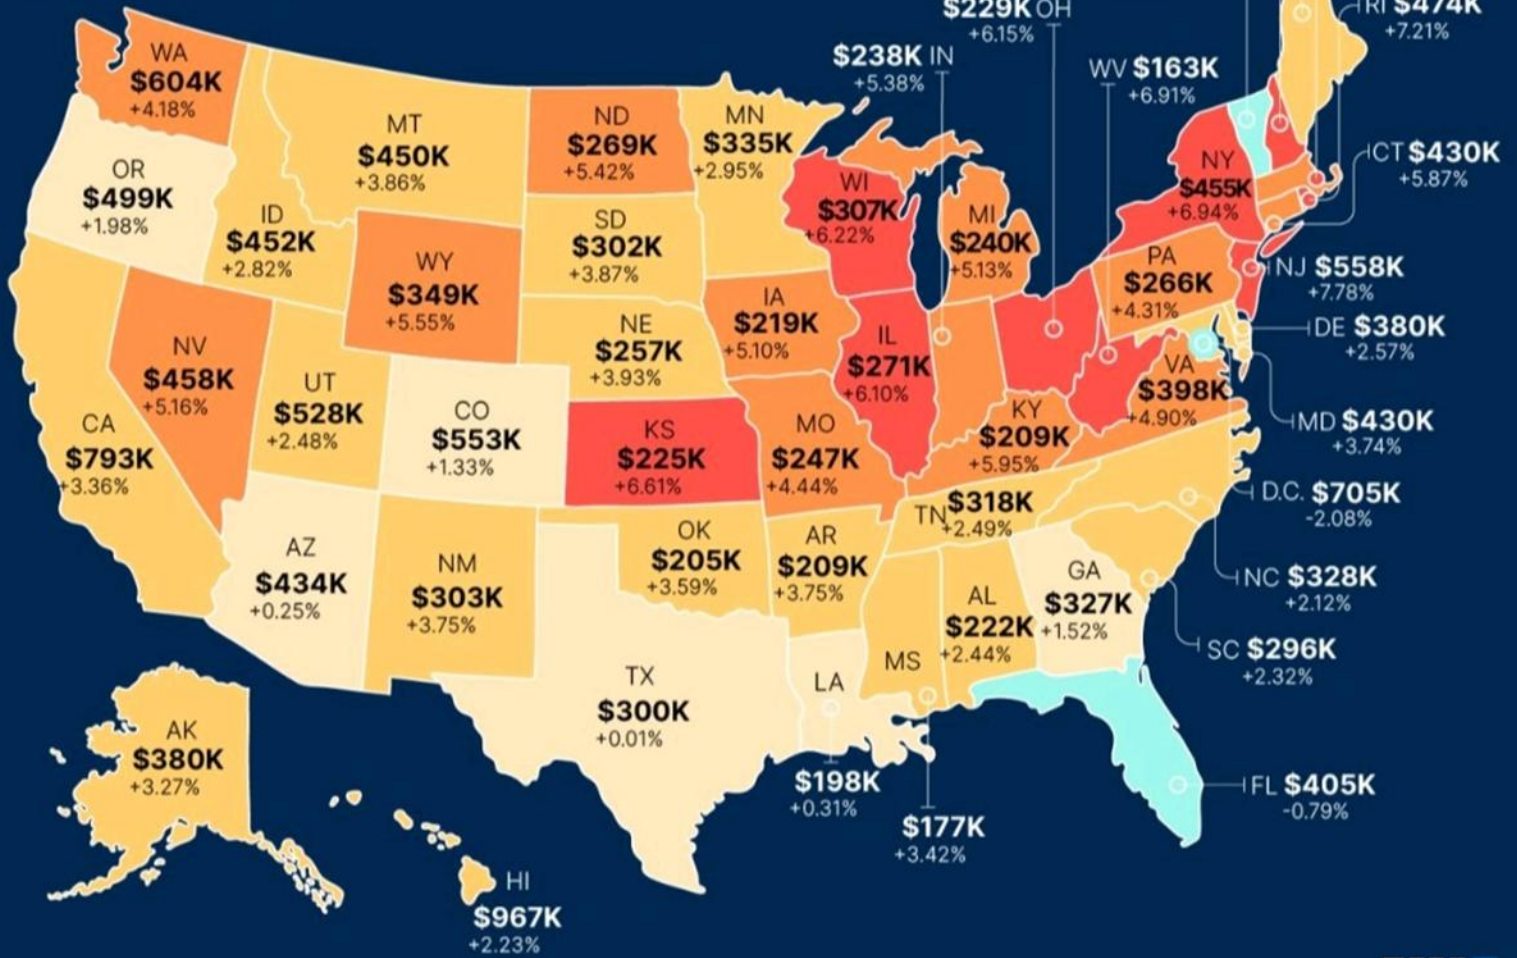 $229K OH
+6.15%
RI $474K
+7.21%
$238K IN
+5.38%
WV $163K
+6.91%
WA
$604K
+4.18%
MT
$450K
+3.86%
ND
$269K
+5.42%
MN
$335K
+2.95%
OR
$499K
+1.98%
ID
$452K
+2.82%
WY
$349K
+5.55%
SD
$302K
+3.87%
WI
$307K
+6.22%
MI
$240K
+5.13%
NY
$455K
+6.94%
CT $430K
+5.87%
PA
$266K
+4.31%
NJ $558K
+7.78%
DE $380K
+2.57%
NV
$458K
+5.16%
UT
$528K
+2.48%
NE
$257K
+3.93%
IA
$219K
+5.10%
IL
$271K
+6.10%
VA
$398K
+4.90%
MD $430K
+3.74%
CA
$793K
+3.36%
CO
$553K
+1.33%
KS
$225K
+6.61%
MO
$247K
+4.44%
KY
$209K
+5.95%
D.C. $705K
-2.08%
AZ
$434K
+0.25%
NM
$303K
+3.75%
OK
$205K
+3.59%
AR
$209K
+3.75%
TN $318K
+2.49%
NC $328K
+2.12%
AL
$222K
+2.44%
GA
$327K
+1.52%
SC $296K
+2.32%
TX
$300K
+0.01%
LA
$198K
+0.31%
MS
$177K
+3.42%
FL $405K
-0.79%
AK
$380K
+3.27%
HI
$967K
+2.23%